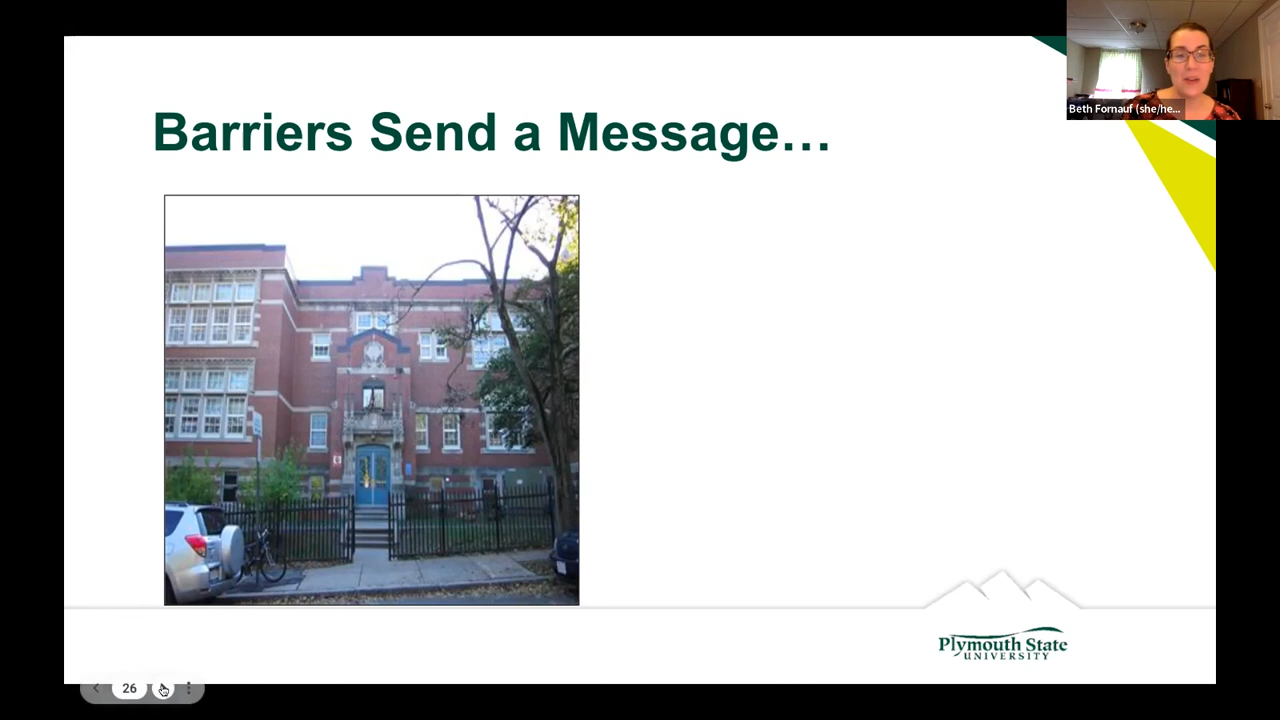 Barriers Send a Message…
Beth Fornauf (she/he...
Plymouth State
UNIVERSITY
26